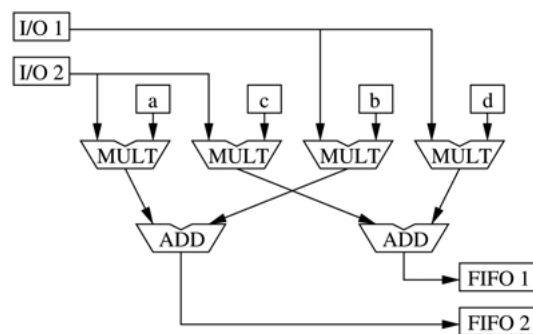 I/O 1
I/O 2
a c b d
MULT MULT MULT MULT
ADD ADD
FIFO 1
FIFO 2